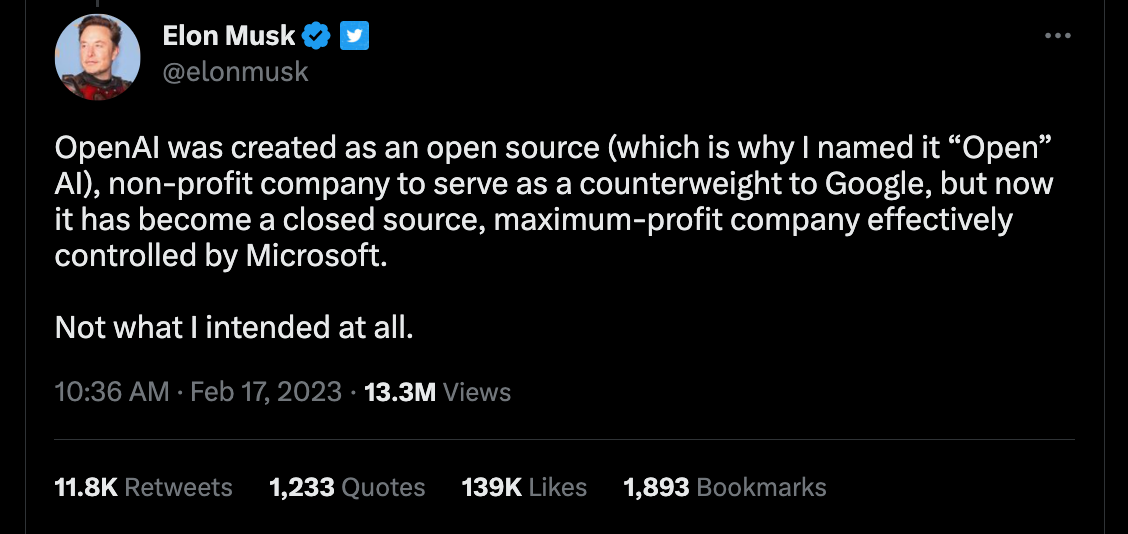 Elon Musk
@elonmusk
OpenAI was created as an open source (which is why I named it “Open”
AI), non-profit company to serve as a counterweight to Google, but now
it has become a closed source, maximum-profit company effectively
controlled by Microsoft.
Not what I intended at all.
10:36 AM · Feb 17, 2023 · 13.3M Views
11.8K Retweets 1,233 Quotes 139K Likes 1,893 Bookmarks